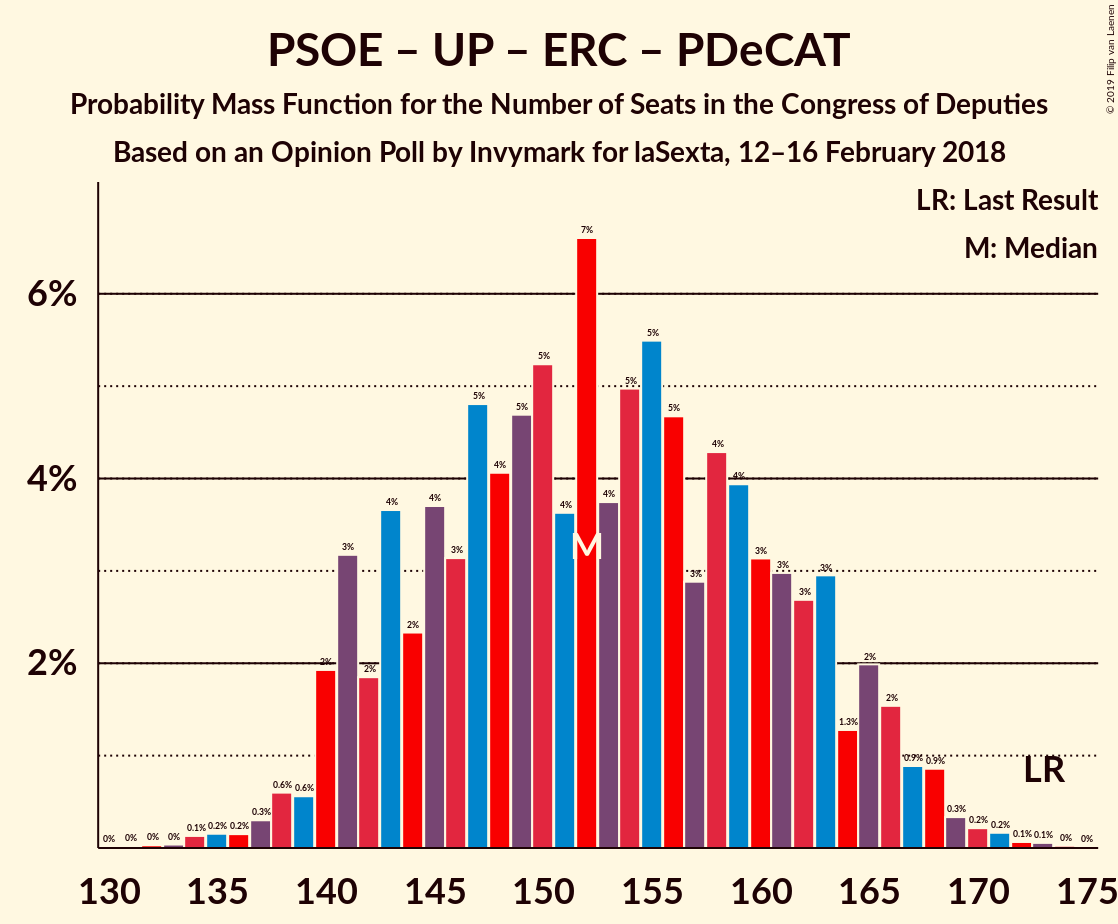 PSOE – UP – ERC – PDeCAT
Probability Mass Function for the Number of Seats in the Congress of Deputies
Based on an Opinion Poll by Invymark for laSexta, 12–16 February 2018
© 2019 Filip van Laenen
LR: Last Result
M: Median
6%
4%
2%
0% 0% 0% 0% 0.1% 0.2% 0.2% 0.3% 0.6% 0.6% 2% 3% 2% 4% 2% 4% 3% 5% 4% 5% 5% 4% 7% 4% 5% 5% 5% 3% 4% 4% 3% 3% 3% 3% 1.3% 2% 2% 0.9% 0.9% 0.3% 0.2% 0.2% 0.1% 0.1% 0% 0%
M
LR
130 135 140 145 150 155 160 165 170 175